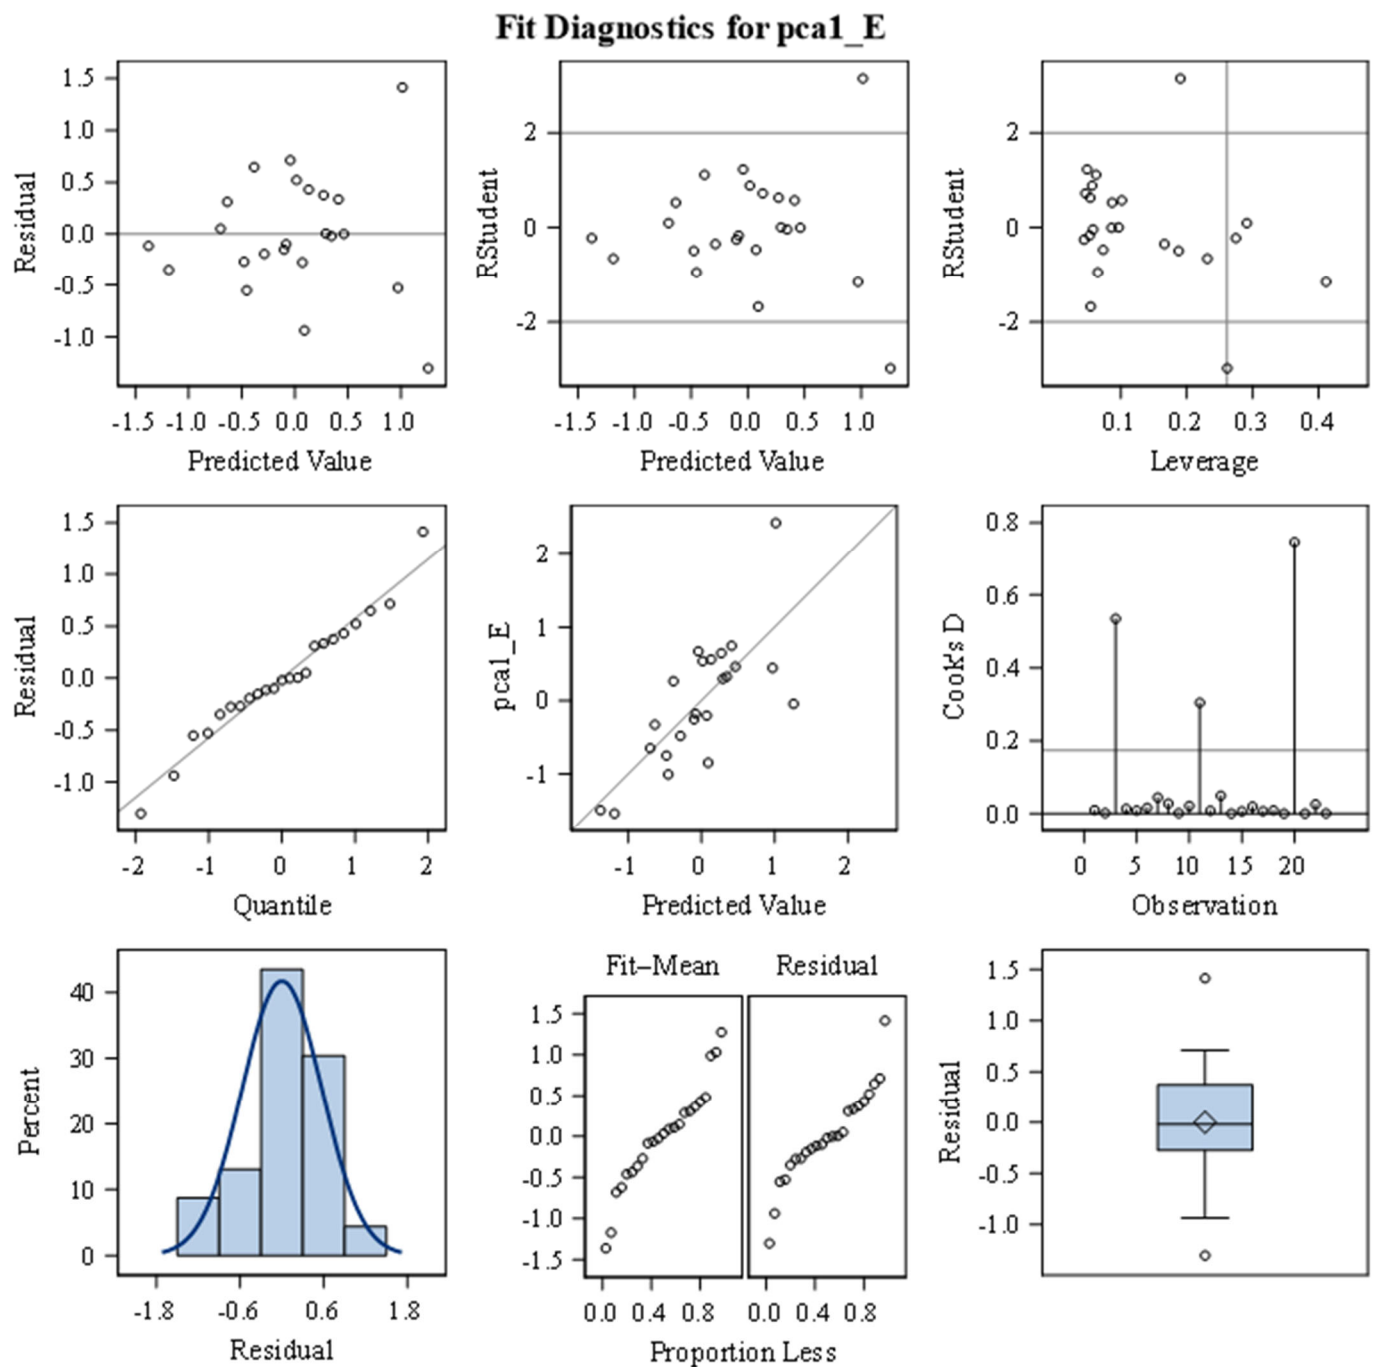 Fit Diagnostics for pca1_E
1.5
1.0
0.5
0.0
-0.5
-1.0
Residual
-1.5 -1.0 -0.5 0.0 0.5 1.0
Predicted Value
2
0
-2
RStudent
-1.5 -1.0 -0.5 0.0 0.5 1.0
Predicted Value
2
0
-2
RStudent
0.1 0.2 0.3 0.4
Leverage
1.5
1.0
0.5
0.0
-0.5
-1.0
Residual
-2 -1 0 1 2
Quantile
2
1
0
-1
pca1_E
-1 0 1 2
Predicted Value
0.8
0.6
0.4
0.2
0.0
Cook's D
0 5 10 15 20
Observation
40
30
20
10
0
Percent
-1.8 -0.6 0.6 1.8
Residual
Fit–Mean Residual
1.5
1.0
0.5
0.0
-0.5
-1.0
-1.5
0.0 0.4 0.8 0.0 0.4 0.8
Proportion Less
1.5
1.0
0.5
0.0
-0.5
-1.0
Residual